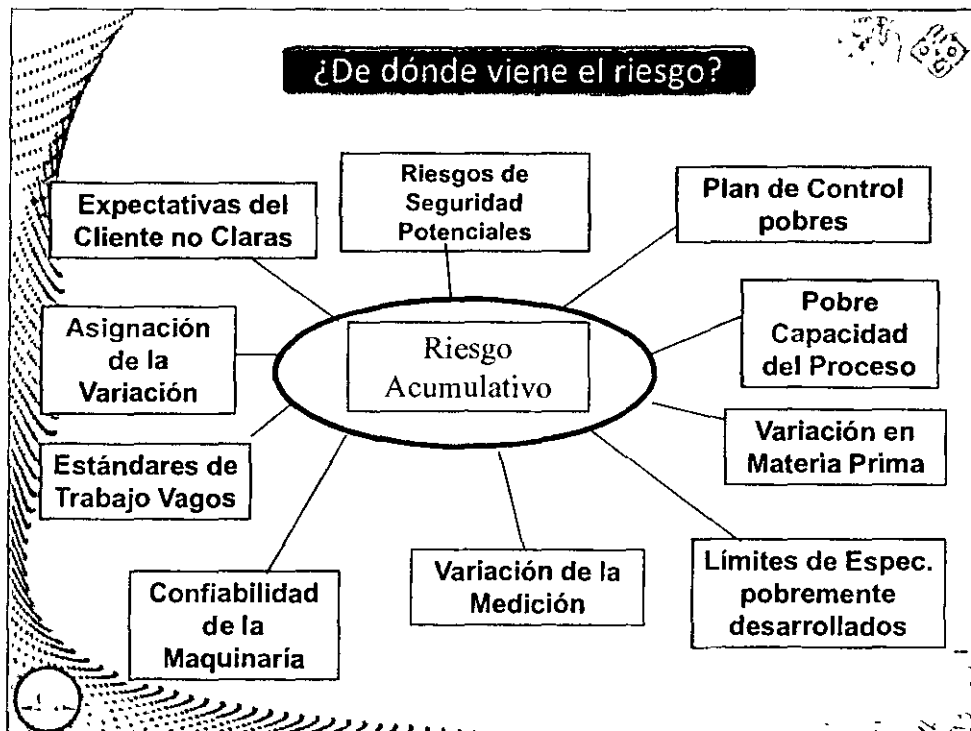 ¿De dónde viene el riesgo?
Expectativas del
Cliente no Claras
Riesgos de
Seguridad
Potenciales
Plan de Control
pobres
Asignación
de la
Variación
Riesgo
Acumulativo
Pobre
Capacidad
del Proceso
Estándares de
Trabajo Vagos
Variación en
Materia Prima
Confiabilidad
de la
Maquinaría
Variación de la
Medición
Límites de Espec.
pobremente
desarrollados